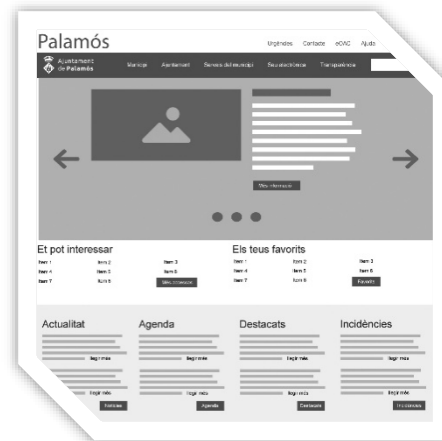 Palamós
Urgències Contacte eOAC Ajuda
Ajuntament de Palamós
Municipi Ajuntament Serveis del municipi Seu electrònica Transparència
Més informació
Et pot interessar
Item 1 Item 2 Item 3
Item 4 Item 5 Item 6
Item 7 Item 8
Els teus favorits
Item 1 Item 2 Item 3
Item 4 Item 5 Item 6
Item 7 Item 8 Favorits
Actualitat Agenda Destacats Incidències
llegir més llegir més llegir més llegir més
llegir més llegir més llegir més llegir més
Notícies Agenda Destacats Incidències